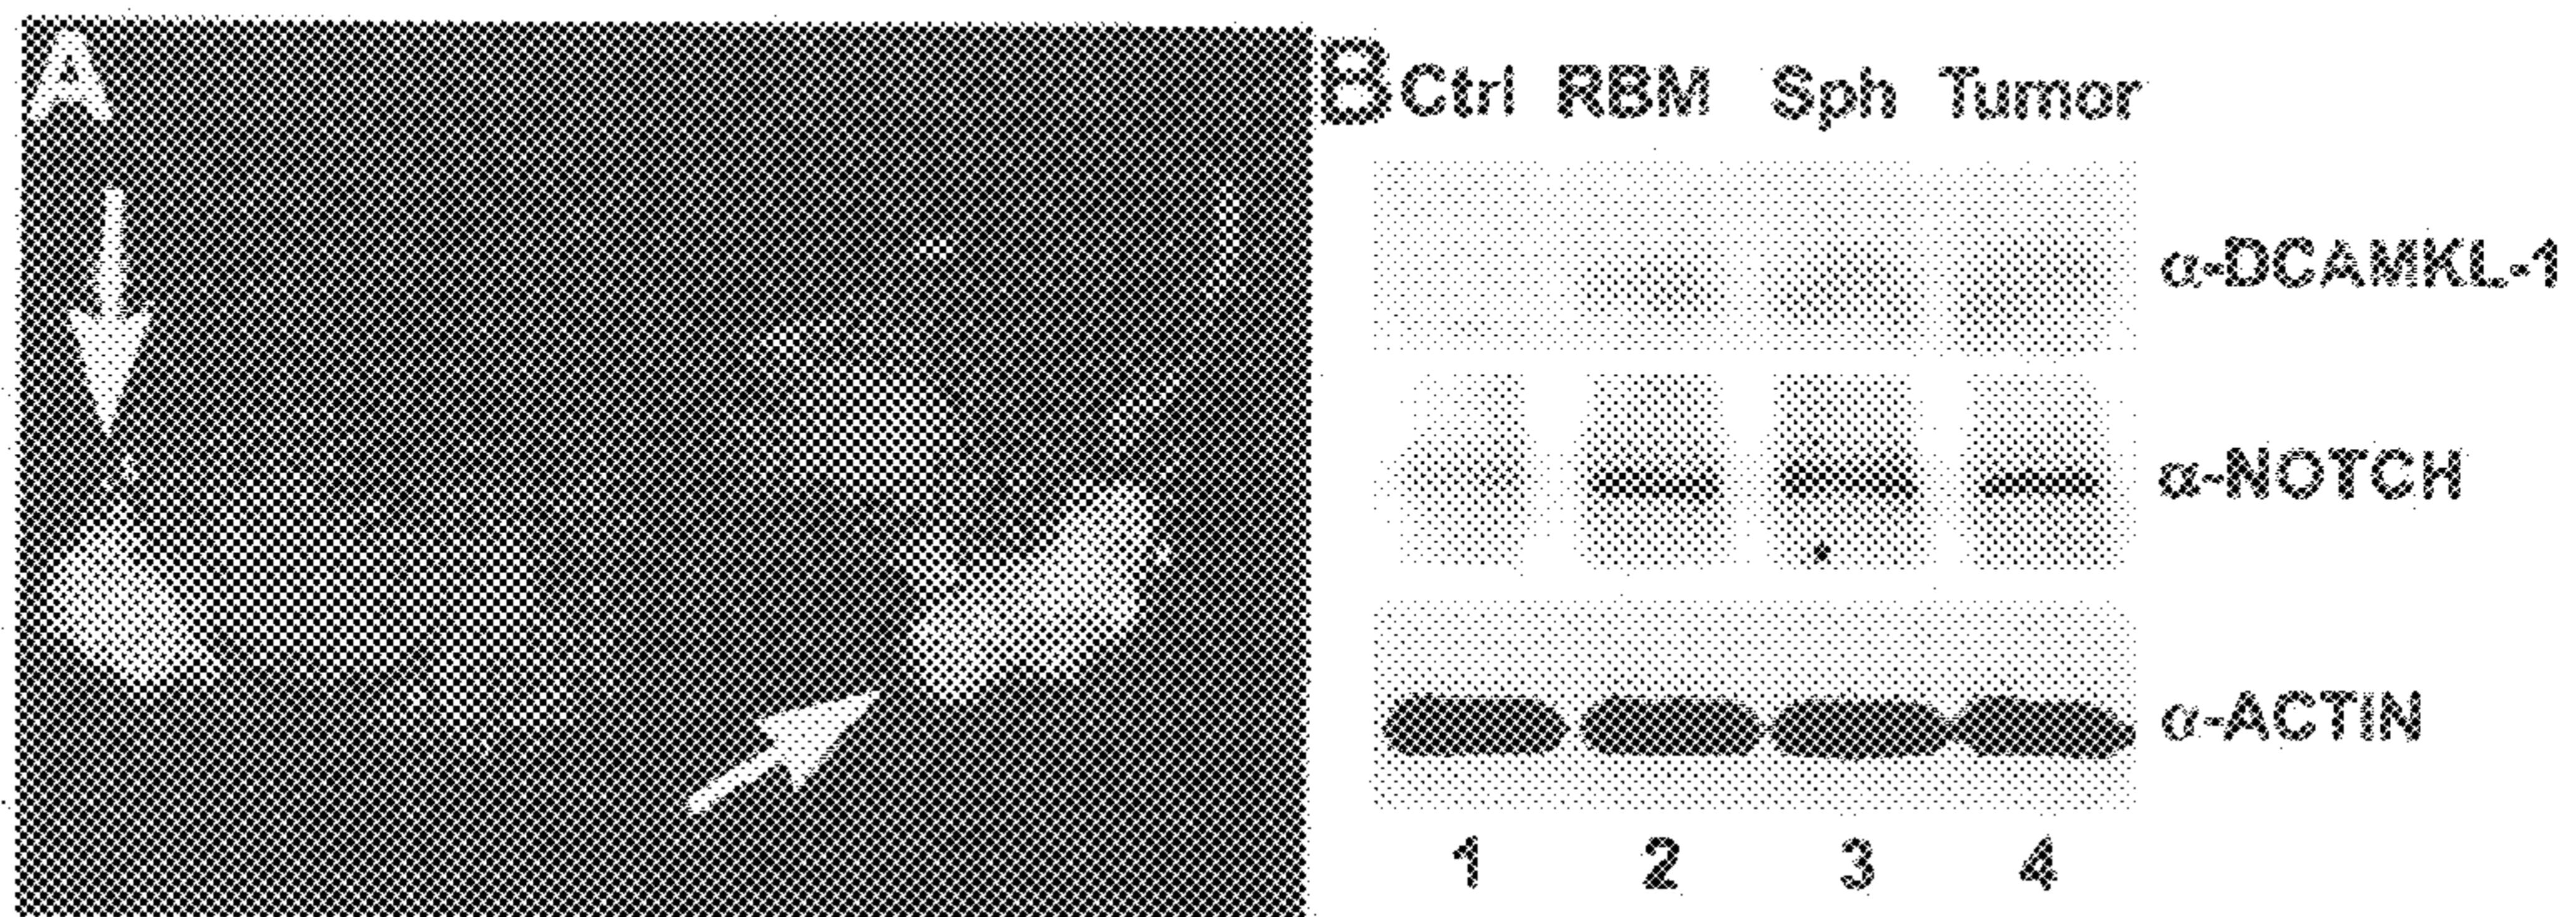 A
B Ctrl RBM Sph Tumor
α-DCAMKL-1
α-NOTCH
α-ACTIN
1 2 3 4